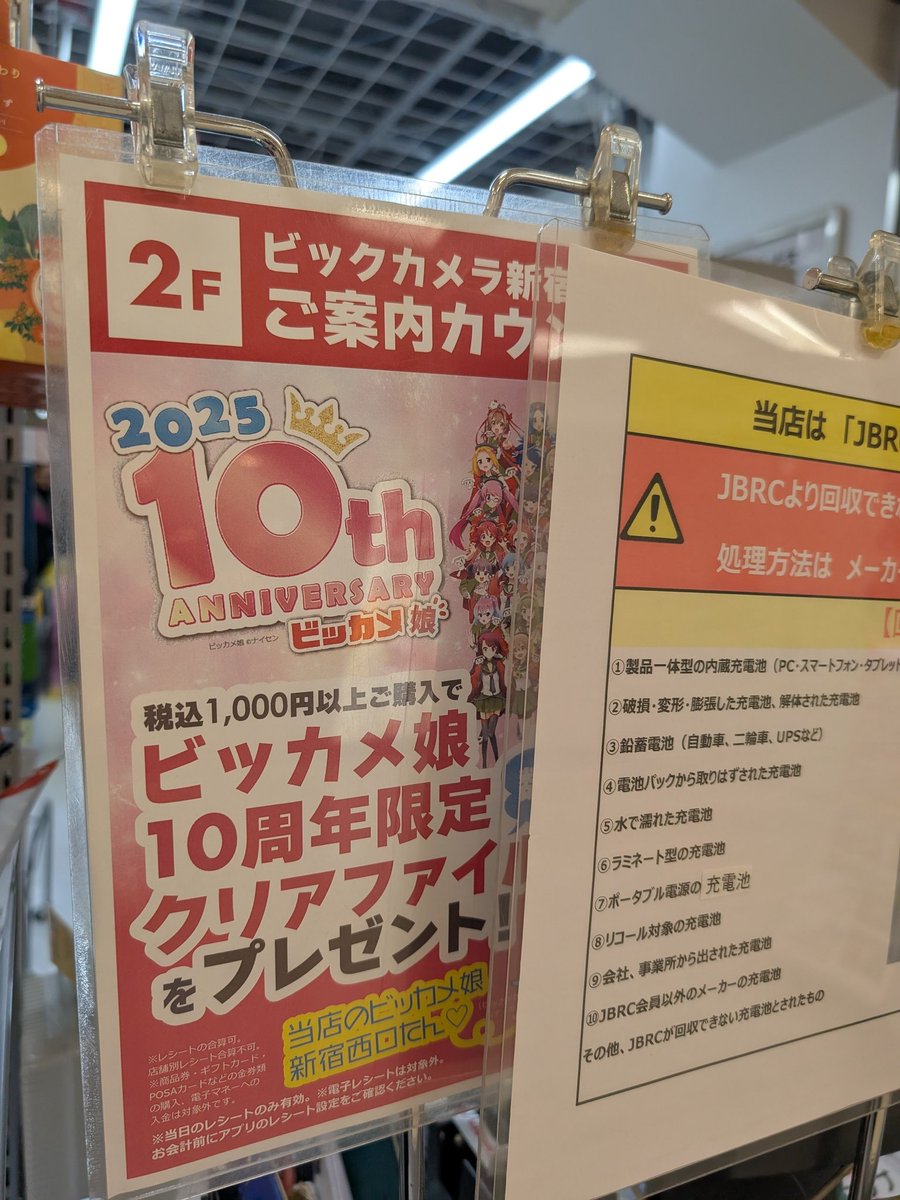 2F
ビックカメラ新宿
ご案内カウン
2025
10th
ANNIVERSARY
ビッカメ娘
ビッカメ娘 ©ナイセン
税込1,000円以上ご購入で
ビッカメ娘
10周年限定
クリアファイル
をプレゼント!
当店のビッカメ娘
新宿西口たん♡
※レシートの合算可。
店舗別レシート合算不可。
※商品券・ギフトカード・
POSAカードなどの金券類
の購入、電子マネーへの
入金は対象外です。
※当日のレシートのみ有効。※電子レシートは対象外。
お会計前にアプリのレシート設定をご確認ください。
当店は「JBR
JBRCより回収でき
処理方法は メーカ
①製品一体型の内蔵充電池（PC・スマートフォン・タブレット
②破損・変形・膨張した充電池、解体された充電池
③鉛蓄電池（自動車、二輪車、UPSなど）
④電池パックから取りはずされた充電池
⑤水で濡れた充電池
⑥ラミネート型の充電池
⑦ポータブル電源の充電池
⑧リコール対象の充電池
⑨会社、事業所から出された充電池
⑩JBRC会員以外のメーカーの充電池
その他、JBRCが回収できない充電池とされたもの